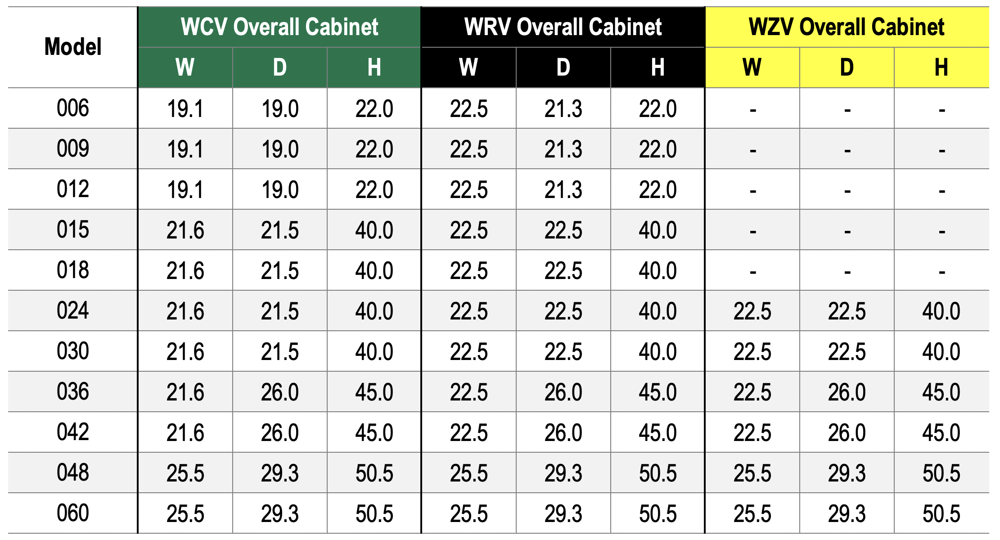 Model WCV Overall Cabinet WRV Overall Cabinet WZV Overall Cabinet
W D H W D H W D H
006 19.1 19.0 22.0 22.5 21.3 22.0 - - -
009 19.1 19.0 22.0 22.5 21.3 22.0 - - -
012 19.1 19.0 22.0 22.5 21.3 22.0 - - -
015 21.6 21.5 40.0 22.5 22.5 40.0 - - -
018 21.6 21.5 40.0 22.5 22.5 40.0 - - -
024 21.6 21.5 40.0 22.5 22.5 40.0 22.5 22.5 40.0
030 21.6 21.5 40.0 22.5 22.5 40.0 22.5 22.5 40.0
036 21.6 26.0 45.0 22.5 26.0 45.0 22.5 26.0 45.0
042 21.6 26.0 45.0 22.5 26.0 45.0 22.5 26.0 45.0
048 25.5 29.3 50.5 25.5 29.3 50.5 25.5 29.3 50.5
060 25.5 29.3 50.5 25.5 29.3 50.5 25.5 29.3 50.5